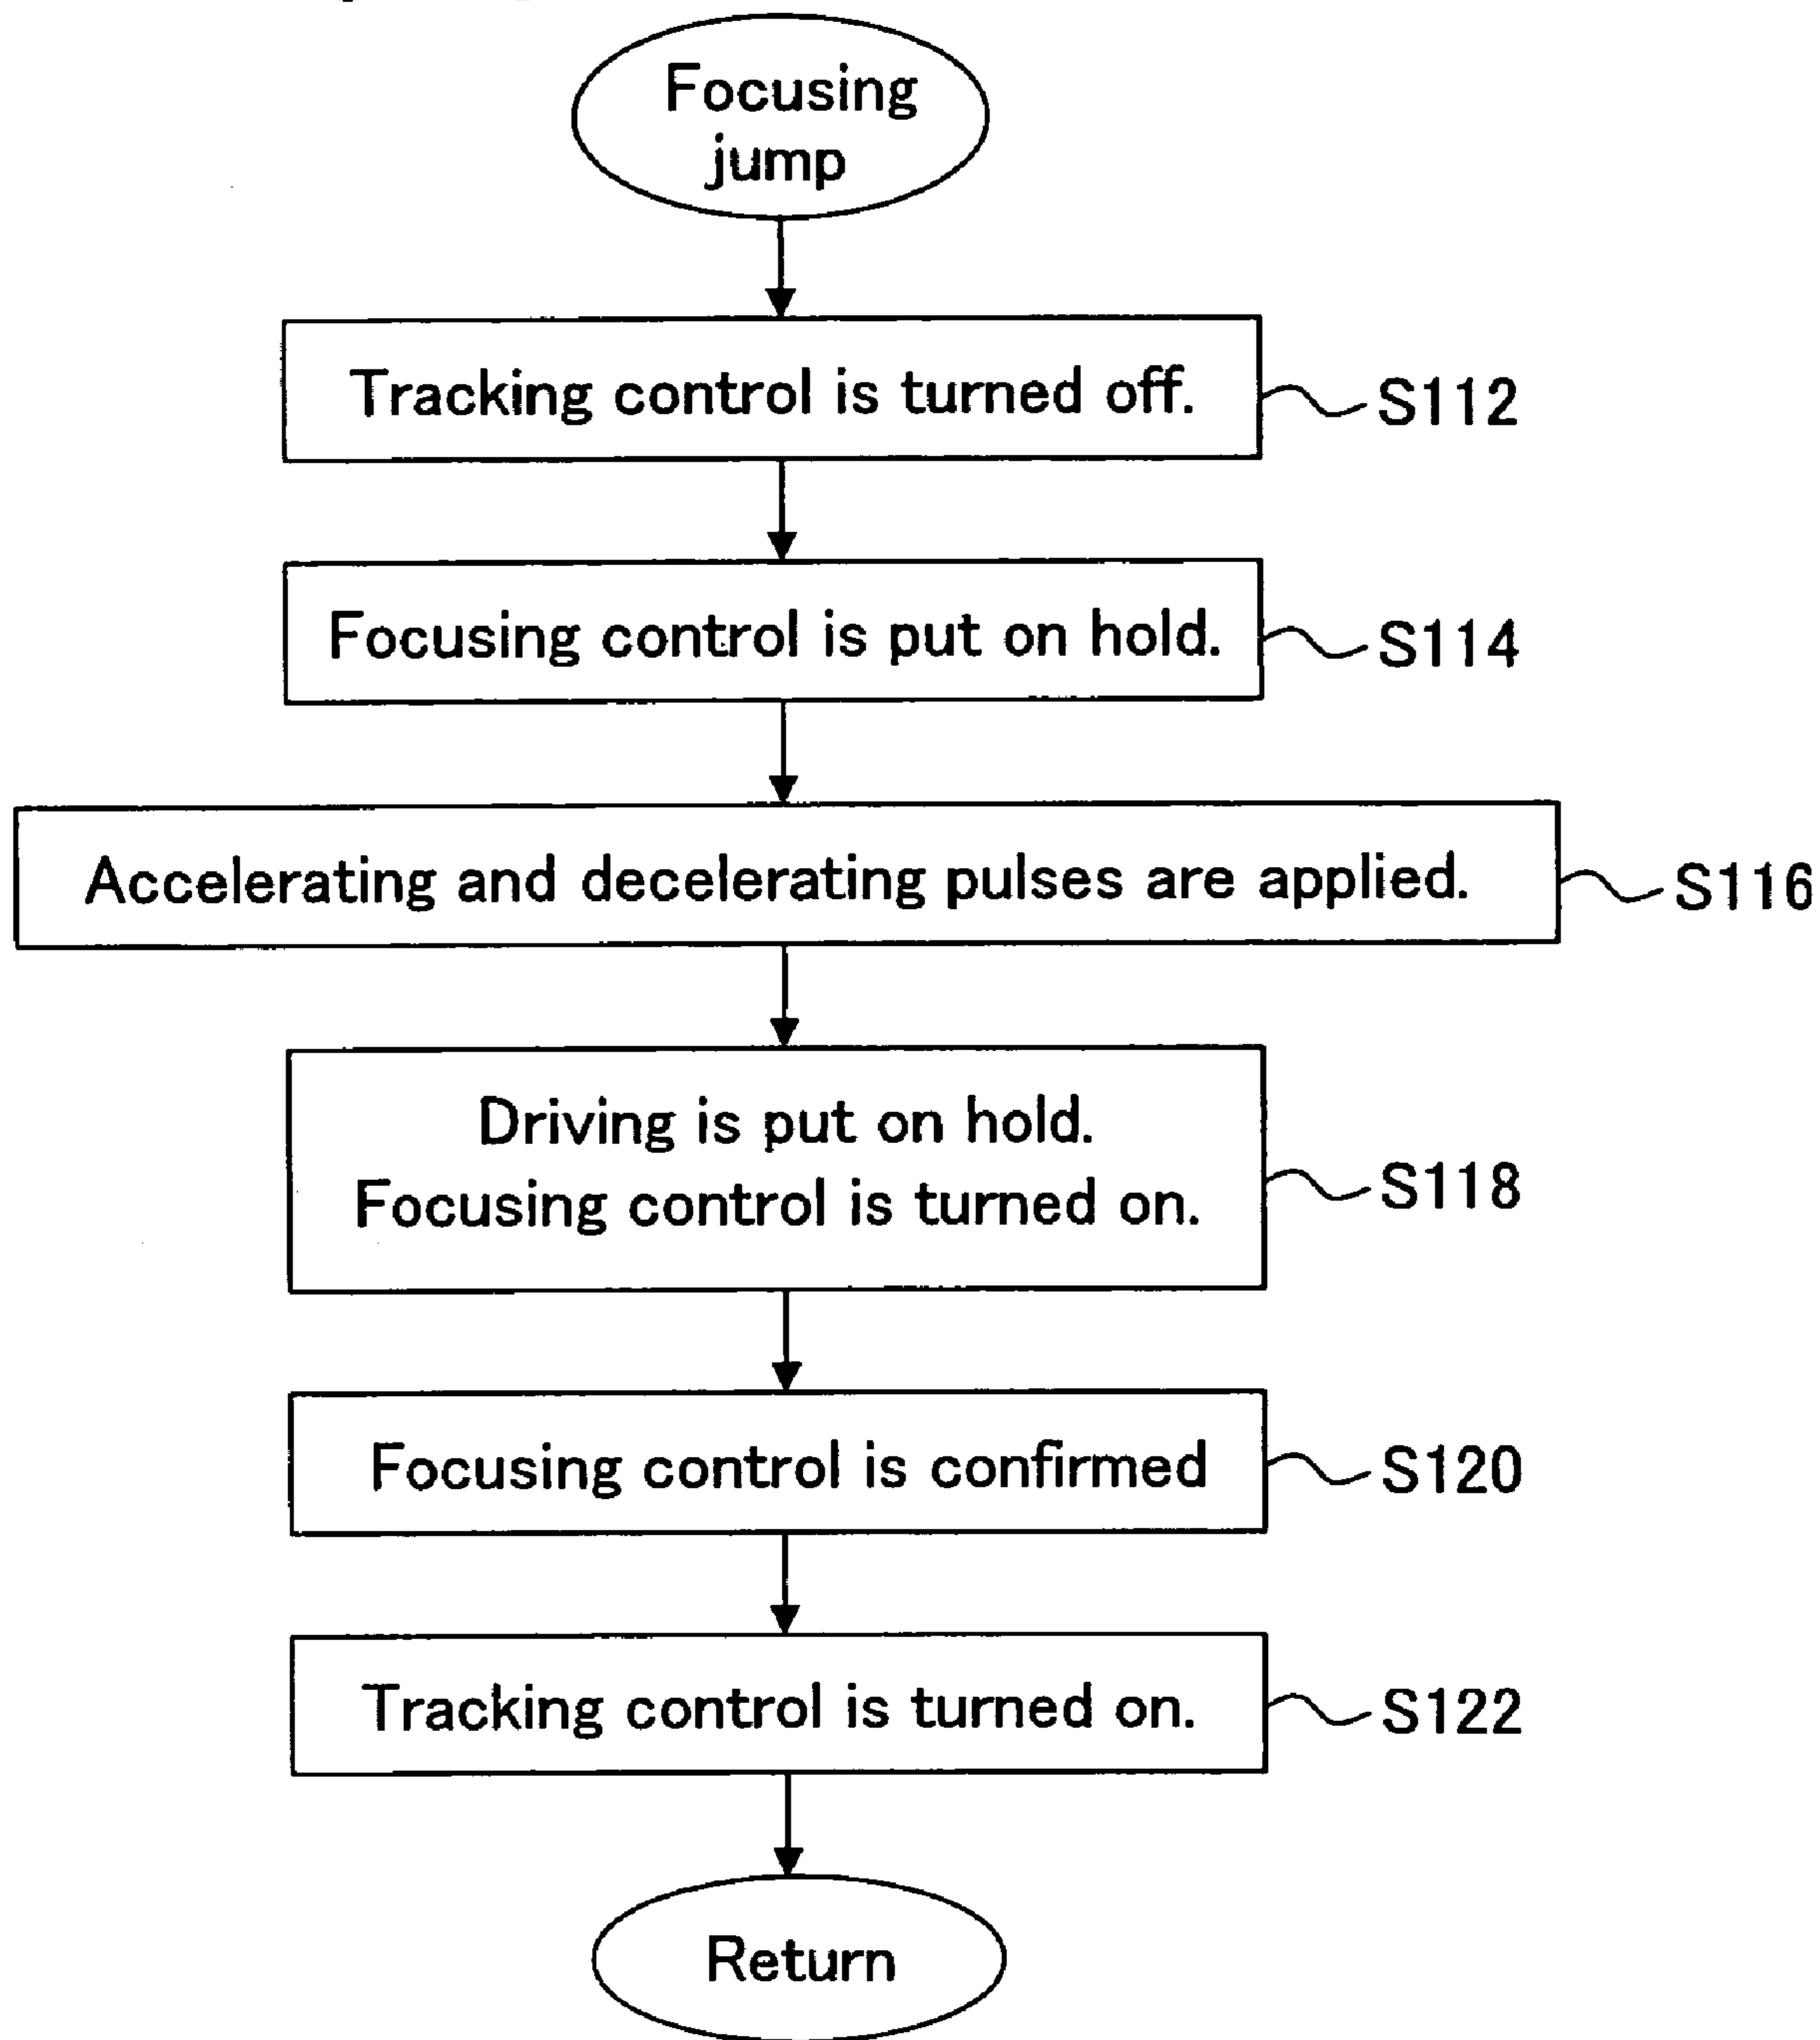 Focusing
jump
Tracking control is turned off.
S112
Focusing control is put on hold.
S114
Accelerating and decelerating pulses are applied.
S116
Driving is put on hold.
Focusing control is turned on.
S118
Focusing control is confirmed
S120
Tracking control is turned on.
S122
Return